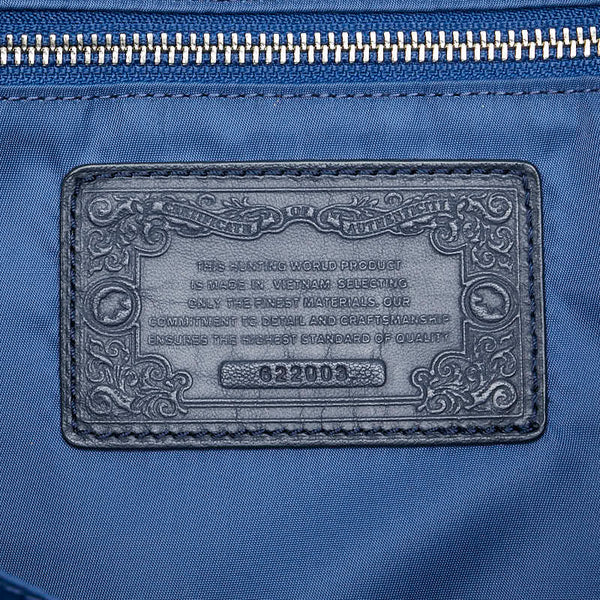 CERTIFICATE OF AUTHENTICITY
THIS HUNTING WORLD PRODUCT
IS MADE IN VIETNAM SELECTING
ONLY THE FINEST MATERIALS. OUR
COMMITMENT TO DETAIL AND CRAFTSMANSHIP
ENSURES THE HIGHEST STANDARD OF QUALITY
622003